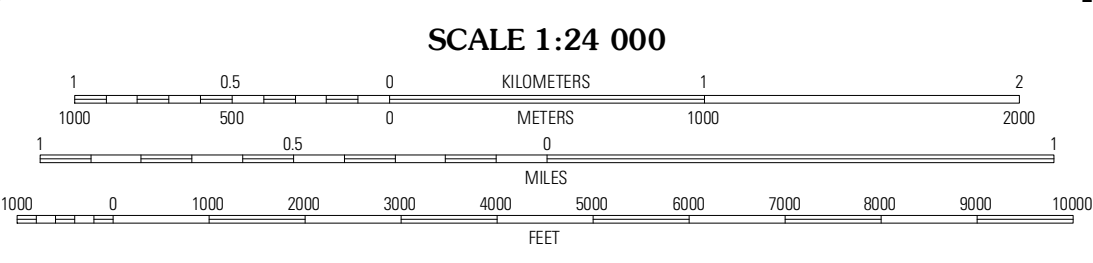 SCALE 1:24 000
1 0.5 0 KILOMETERS 1 2
1000 500 0 METERS 1000 2000
1 0.5 0 1
MILES
1000 0 1000 2000 3000 4000 5000 6000 7000 8000 9000 10000
FEET